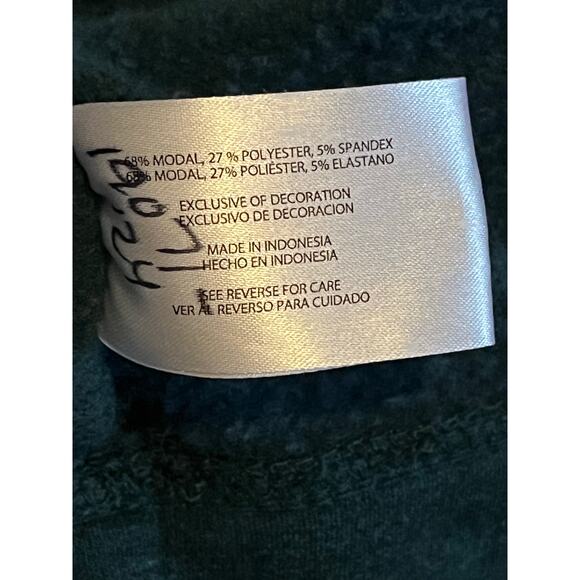 68% MODAL, 27 % POLYESTER, 5% SPANDEX
68% MODAL, 27% POLIÉSTER, 5% ELASTANO
EXCLUSIVE OF DECORATION
EXCLUSIVO DE DECORACION
MADE IN INDONESIA
HECHO EN INDONESIA
SEE REVERSE FOR CARE
VER AL REVERSO PARA CUIDADO